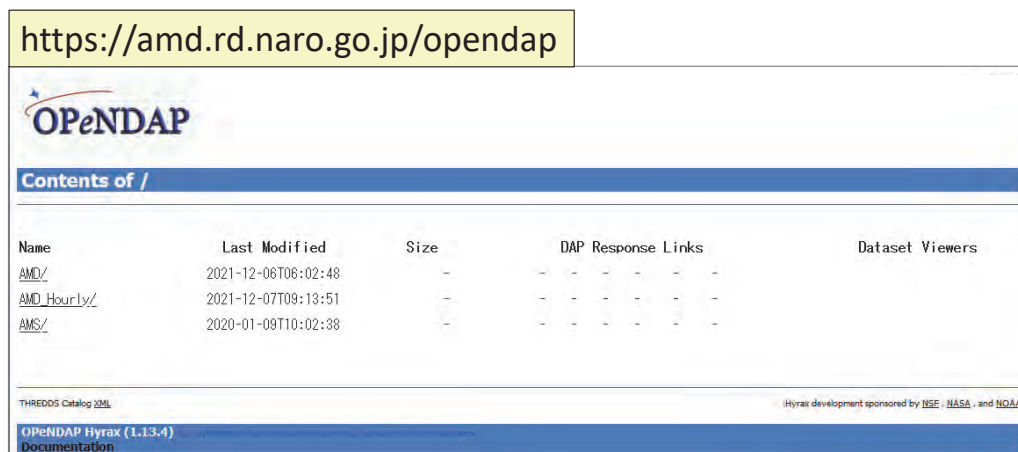 https://amd.rd.naro.go.jp/opendap
OPeNDAP
Contents of /
Name Last Modified Size DAP Response Links Dataset Viewers
AMD/ 2021-12-06T06:02:48 - - - - - - -
AMD_Hourly/ 2021-12-07T09:13:51 - - - - - - -
AMS/ 2020-01-09T10:02:38 - - - - - - -
THREDDS Catalog XML Hyrax development sponsored by NSF , NASA , and NOAA
OPeNDAP Hyrax (1.13.4)
Documentation